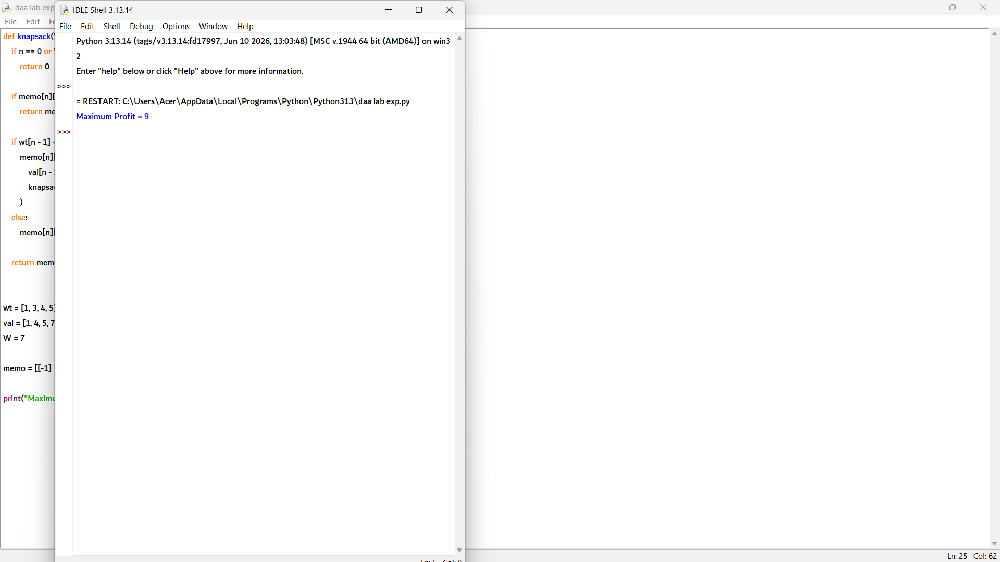 daa lab exp
File Edit
def knapsack(
if n == 0 or
return 0
if memo[n][
return me
if wt[n - 1]
memo[n]
val[n -
knapsa
)
else:
memo[n]
return mem
wt = [1, 3, 4, 5]
val = [1, 4, 5, 7
W = 7
memo = [[-1]
print("Maximu
IDLE Shell 3.13.14
File Edit Shell Debug Options Window Help
Python 3.13.14 (tags/v3.13.14:fd17997, Jun 10 2026, 13:03:48) [MSC v.1944 64 bit (AMD64)] on win3
2
Enter "help" below or click "Help" above for more information.
>>>
= RESTART: C:\Users\Acer\AppData\Local\Programs\Python\Python313\daa lab exp.py
Maximum Profit = 9
>>>
Ln: 25 Col: 62